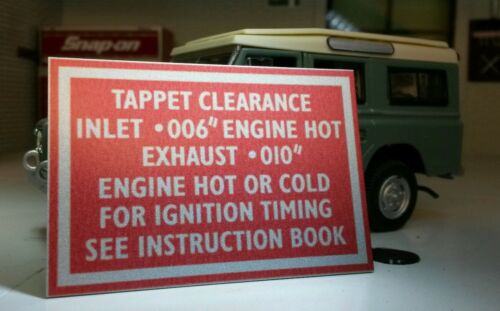 Snap-on
TAPPET CLEARANCE
INLET •006" ENGINE HOT
EXHAUST •010"
ENGINE HOT OR COLD
FOR IGNITION TIMING
SEE INSTRUCTION BOOK